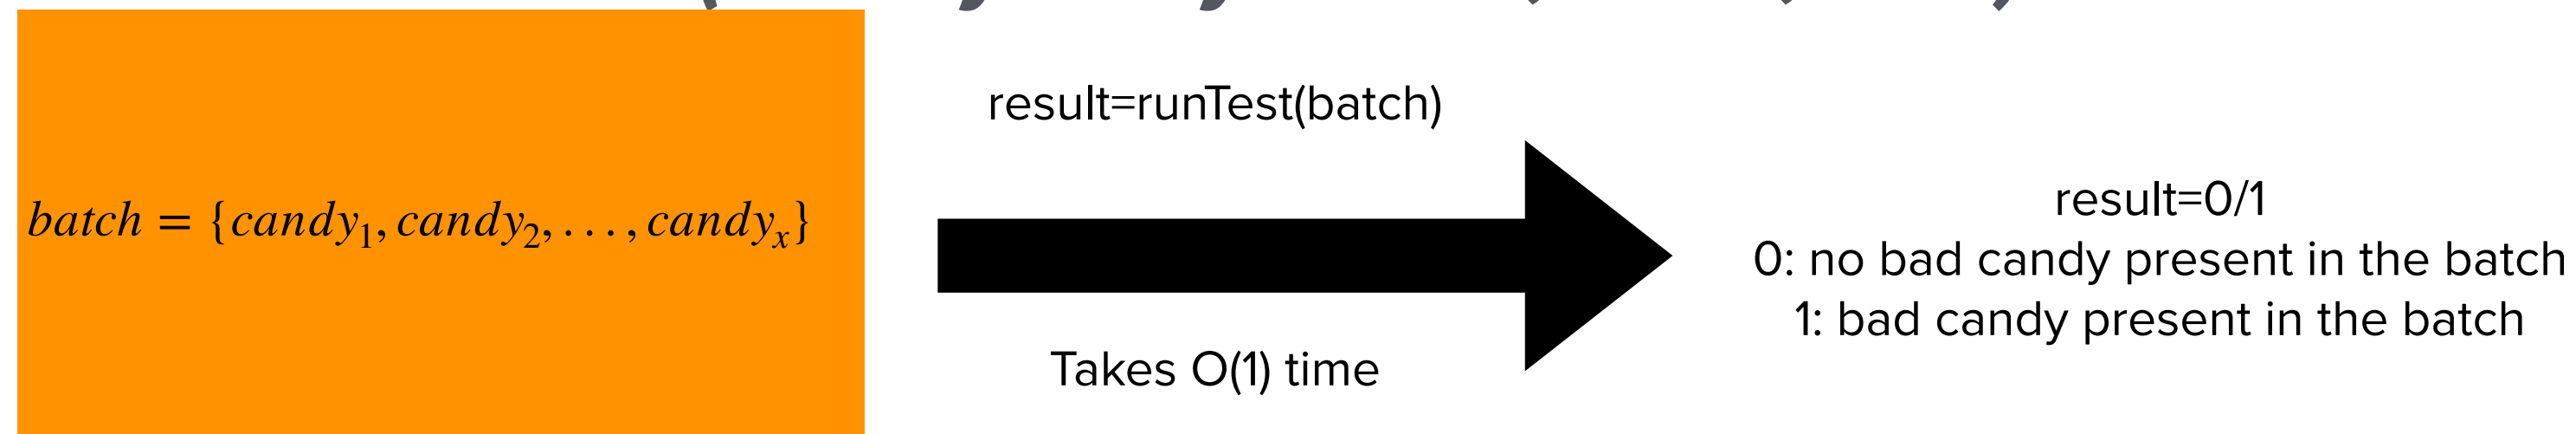 batch = {candy₁, candy₂, . . . , candyₓ}
result=runTest(batch)
Takes O(1) time
result=0/1
0: no bad candy present in the batch
1: bad candy present in the batch